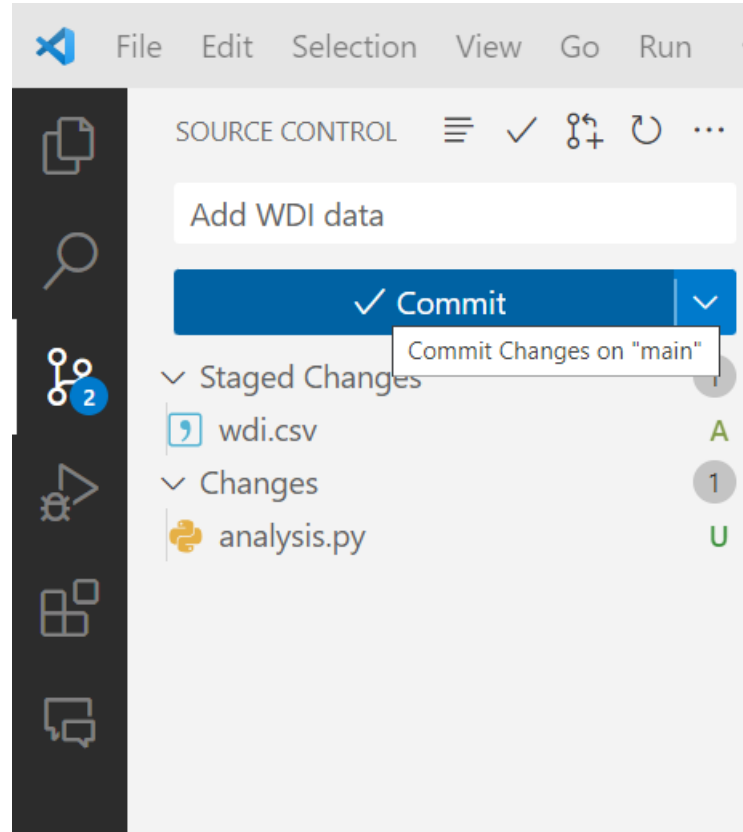 File Edit Selection View Go Run
SOURCE CONTROL
Add WDI data
Commit
Commit Changes on "main"
Staged Changes 1
2
wdi.csv A
Changes 1
analysis.py U